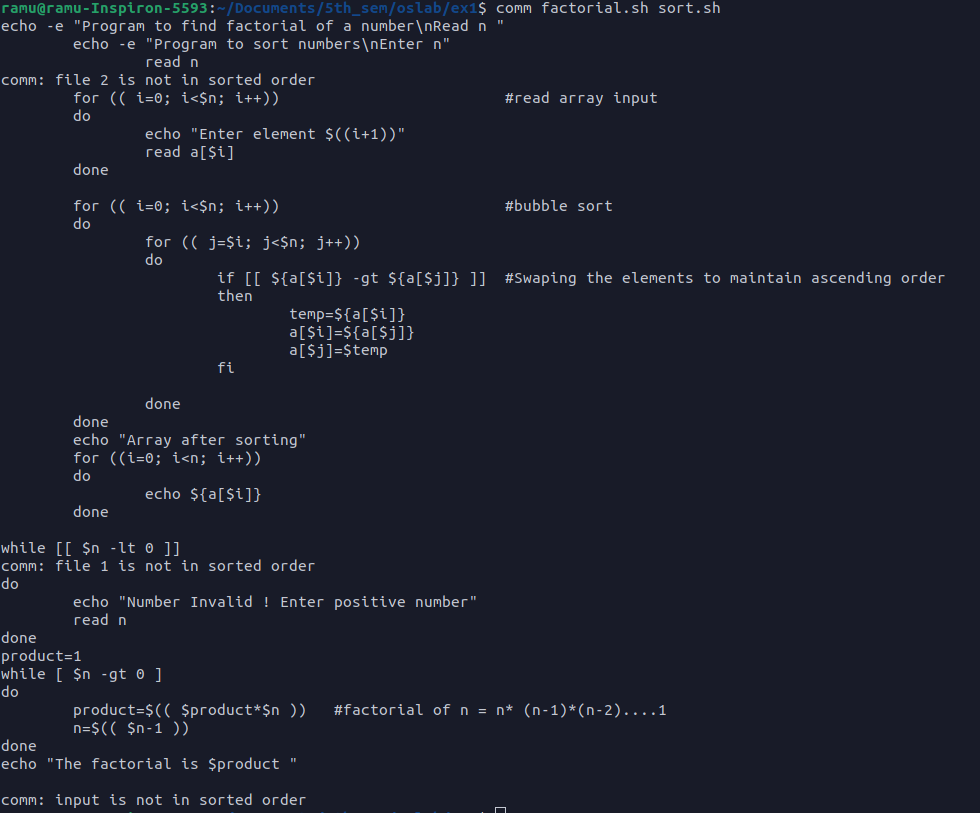 ramu@ramu-Inspiron-5593:~/Documents/5th_sem/oslab/ex1$ comm factorial.sh sort.sh
echo -e "Program to find factorial of a number\nRead n "
        echo -e "Program to sort numbers\nEnter n"
                read n
comm: file 2 is not in sorted order
        for (( i=0; i<$n; i++))                         #read array input
        do
                echo "Enter element $((i+1))"
                read a[$i]
        done

        for (( i=0; i<$n; i++))                         #bubble sort
        do
                for (( j=$i; j<$n; j++))
                do
                        if [[ ${a[$i]} -gt ${a[$j]} ]]  #Swaping the elements to maintain ascending order
                        then
                                temp=${a[$i]}
                                a[$i]=${a[$j]}
                                a[$j]=$temp
                        fi

                done
        done
        echo "Array after sorting"
        for ((i=0; i<n; i++))
        do
                echo ${a[$i]}
        done

while [[ $n -lt 0 ]]
comm: file 1 is not in sorted order
do
        echo "Number Invalid ! Enter positive number"
        read n
done
product=1
while [ $n -gt 0 ]
do
        product=$(( $product*$n ))   #factorial of n = n* (n-1)*(n-2)....1
        n=$(( $n-1 ))
done
echo "The factorial is $product "

comm: input is not in sorted order